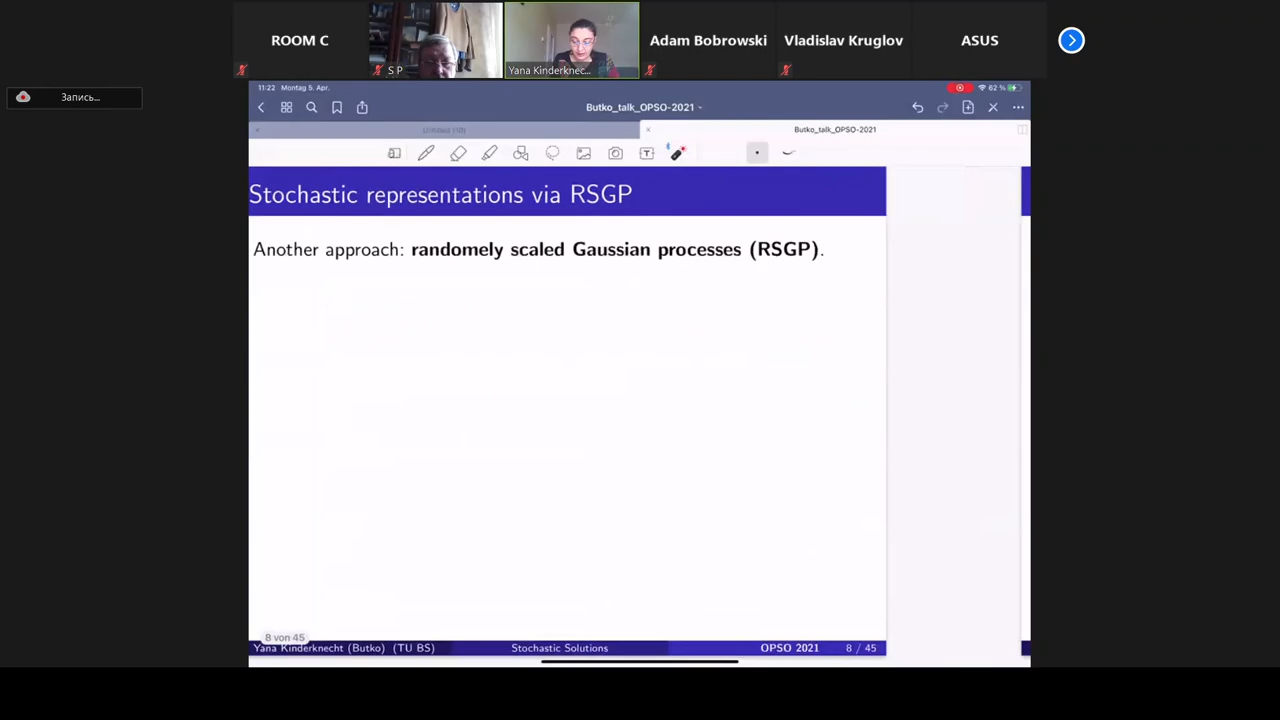 ROOM C
S P
Yana Kinderknec...
Adam Bobrowski
Vladislav Kruglov
ASUS
Запись...
11:22 Montag 5. Apr.
62 %
Butko_talk_OPSO-2021
Butko_talk_OPSO-2021
T
Stochastic representations via RSGP
Another approach: randomely scaled Gaussian processes (RSGP).
8 von 45
Yana Kinderknecht (Butko) (TU BS) Stochastic Solutions OPSO 2021 8 / 45